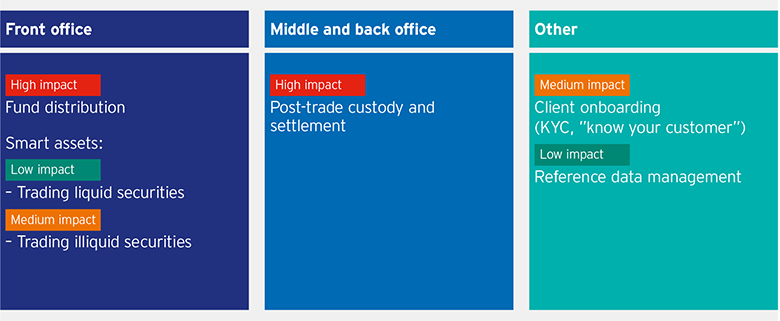 Front office
High impact
Fund distribution
Smart assets:
Low impact
– Trading liquid securities
Medium impact
– Trading illiquid securities
Middle and back office
High impact
Post-trade custody and
settlement
Other
Medium impact
Client onboarding
(KYC, ”know your customer”)
Low impact
Reference data management